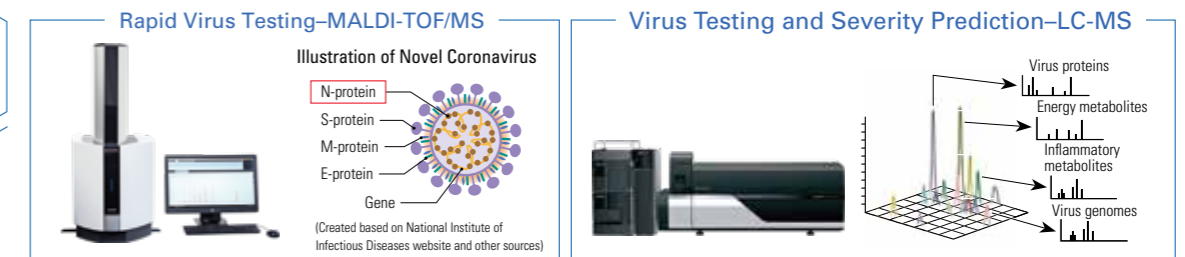 Rapid Virus Testing–MALDI-TOF/MS
Illustration of Novel Coronavirus
N-protein
S-protein
M-protein
E-protein
Gene
(Created based on National Institute of
Infectious Diseases website and other sources)
Virus Testing and Severity Prediction–LC-MS
Virus proteins
Energy metabolites
Inflammatory
metabolites
Virus genomes